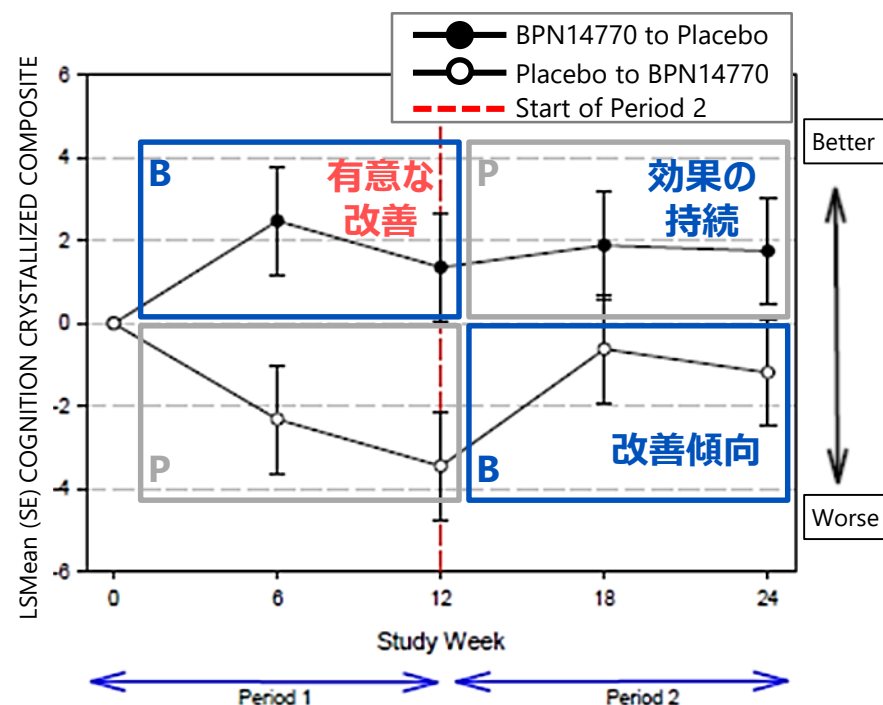 BPN14770 to Placebo
Placebo to BPN14770
Start of Period 2
LSMean (SE) COGNITION CRYSTALLIZED COMPOSITE
6
4
2
0
-2
-4
-6
B
有意な
改善
P
効果の
持続
P
B
改善傾向
Better
Worse
0
6
12
18
24
Study Week
Period 1
Period 2